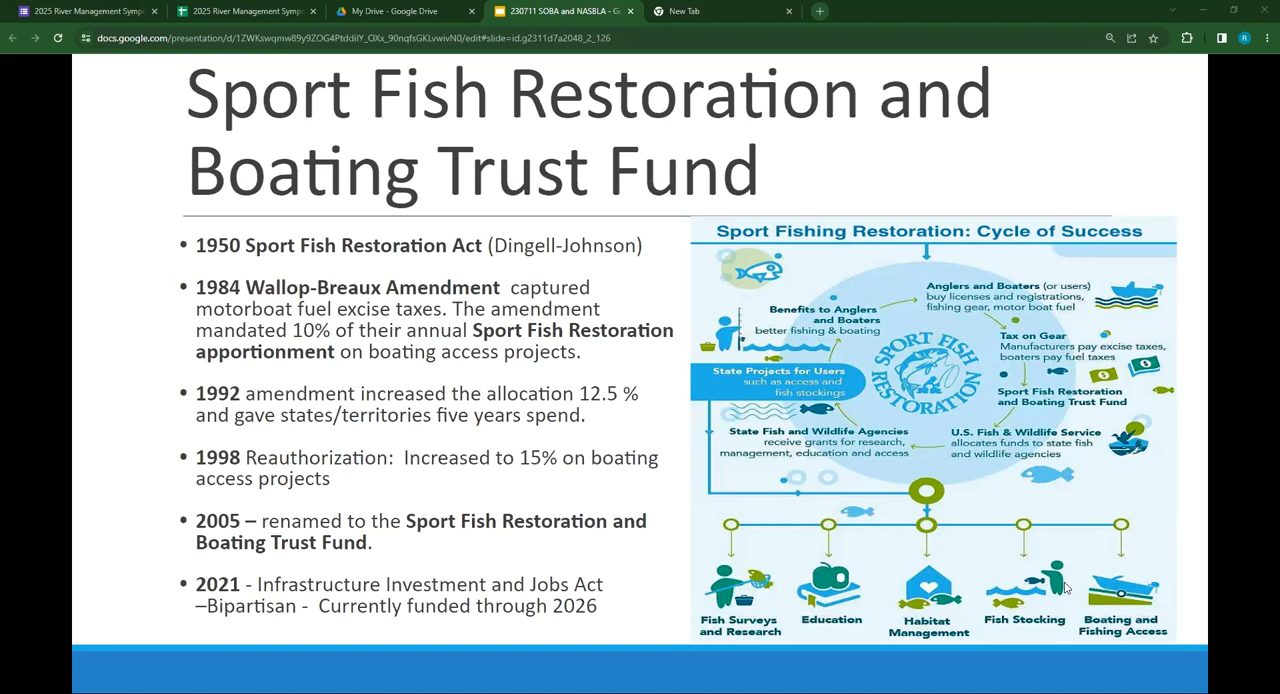 2025 River Management Symp
2025 River Management Symp
My Drive - Google Drive
230711 SOBA and NASBLA - G
New Tab
Sport Fish Restoration and
Boating Trust Fund
• 1950 Sport Fish Restoration Act (Dingell-Johnson)
• 1984 Wallop-Breaux Amendment captured
motorboat fuel excise taxes. The amendment
mandated 10% of their annual Sport Fish Restoration
apportionment on boating access projects.
• 1992 amendment increased the allocation 12.5 %
and gave states/territories five years spend.
• 1998 Reauthorization: Increased to 15% on boating
access projects
• 2005 – renamed to the Sport Fish Restoration and
Boating Trust Fund.
• 2021 - Infrastructure Investment and Jobs Act
–Bipartisan - Currently funded through 2026
Sport Fishing Restoration: Cycle of Success
Anglers and Boaters (or users)
buy licenses and registrations,
fishing gear, motor boat fuel
Tax on Gear
Manufacturers pay excise taxes,
boaters pay fuel taxes
Sport Fish Restoration
and Boating Trust Fund
U.S. Fish & Wildlife Service
allocates funds to state fish
and wildlife agencies
State Fish and Wildlife Agencies
receive grants for research,
management, education and access
State Projects for Users
such as access and
fish stockings
Benefits to Anglers
and Boaters
better fishing & boating
SPORT FISH
RESTORATION
Fish Surveys
and Research
Education
Habitat
Management
Fish Stocking
Boating and
Fishing Access